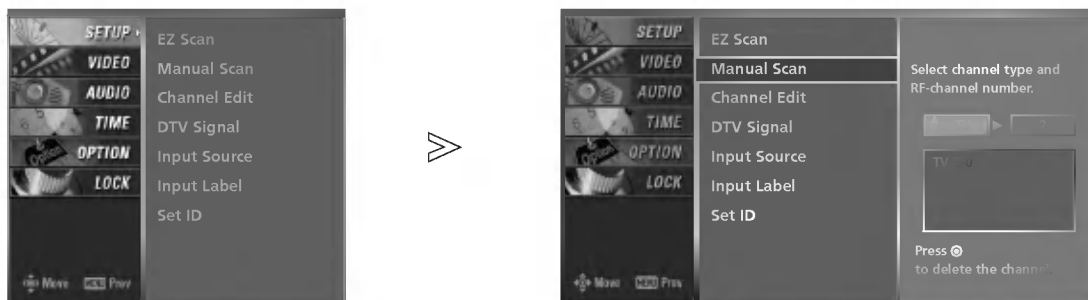 SETUP
VIDEO
AUDIO
TIME
OPTION
LOCK
EZ Scan
Manual Scan
Channel Edit
DTV Signal
Input Source
Input Label
Set ID
Move MENU Prev
SETUP
VIDEO
AUDIO
TIME
OPTION
LOCK
EZ Scan
Manual Scan
Channel Edit
DTV Signal
Input Source
Input Label
Set ID
Select channel type and
RF-channel number.
Press
to delete the channel.
Move MENU Prev